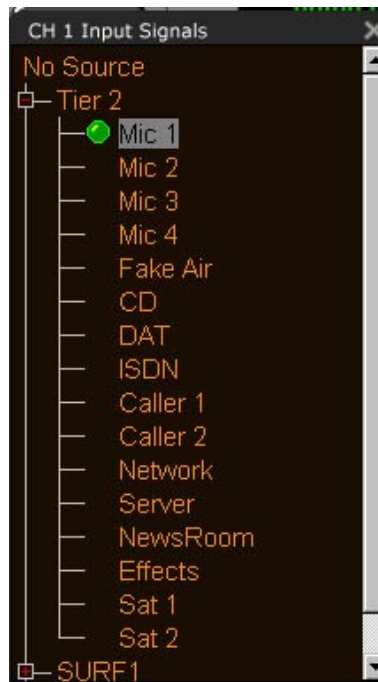 CH 1 Input Signals
No Source
Tier 2
Mic 1
Mic 2
Mic 3
Mic 4
Fake Air
CD
DAT
ISDN
Caller 1
Caller 2
Network
Server
NewsRoom
Effects
Sat 1
Sat 2
SURF1